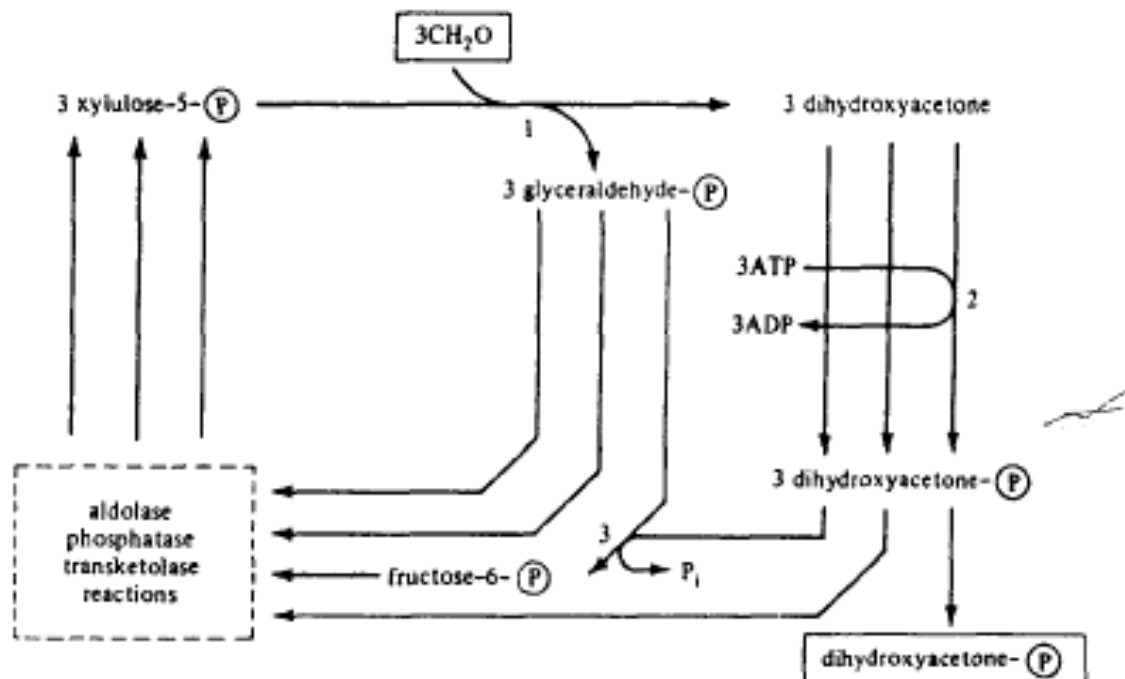 3CH₂O
3 xylulose-5-Ⓟ
3 dihydroxyacetone
1
3 glyceraldehyde-Ⓟ
3ATP
2
3ADP
3 dihydroxyacetone-Ⓟ
aldolase
phosphatase
transketolase
reactions
3
fructose-6-Ⓟ
Pᵢ
dihydroxyacetone-Ⓟ